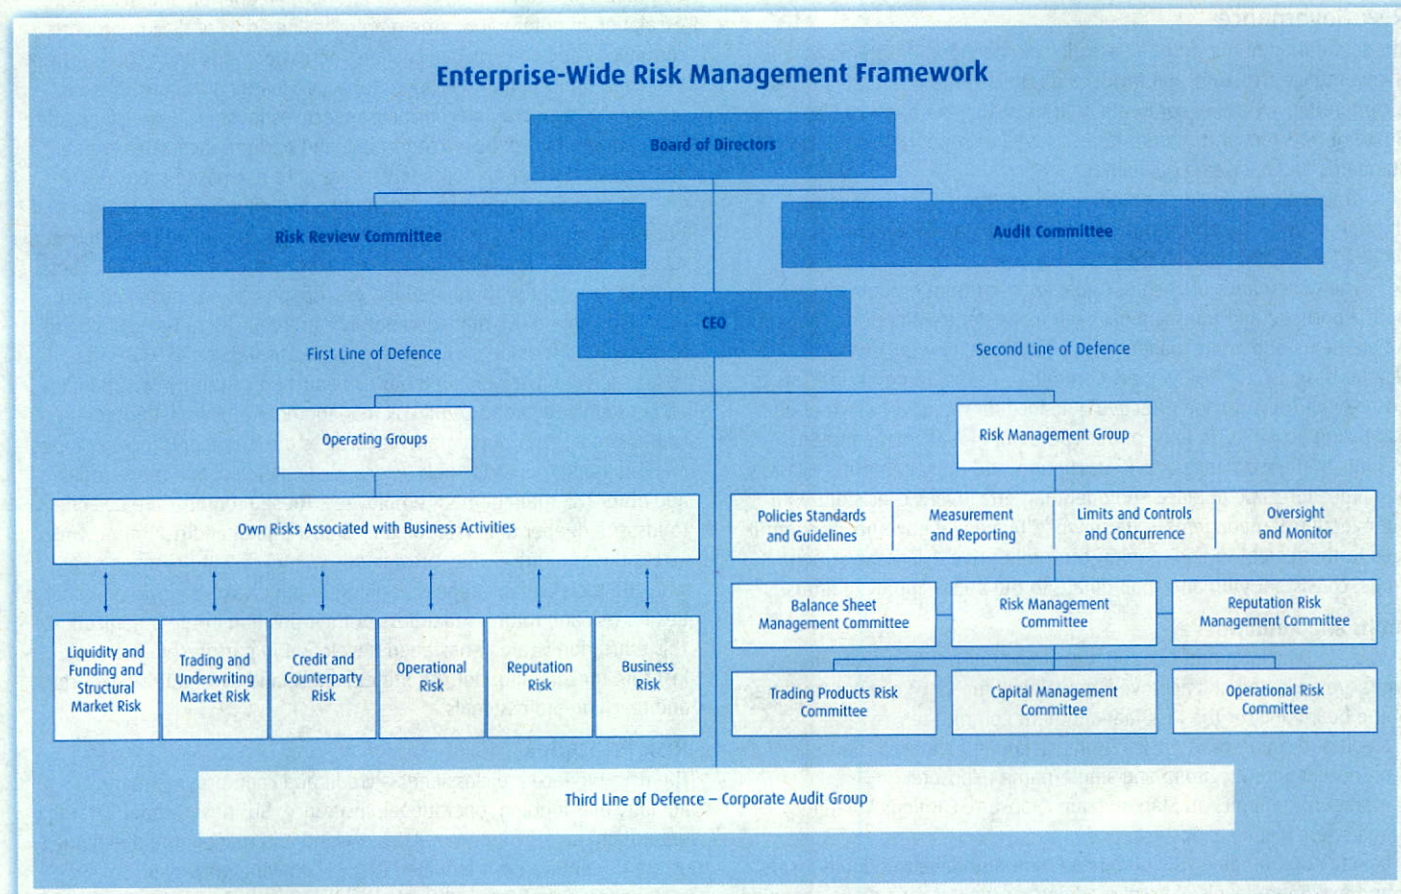 Enterprise-Wide Risk Management Framework
Board of Directors
Risk Review Committee
Audit Committee
CEO
First Line of Defence
Second Line of Defence
Operating Groups
Risk Management Group
Own Risks Associated with Business Activities
Policies Standards
and Guidelines
Measurement
and Reporting
Limits and Controls
and Concurrence
Oversight
and Monitor
Balance Sheet
Management Committee
Risk Management
Committee
Reputation Risk
Management Committee
Liquidity and
Funding and
Structural
Market Risk
Trading and
Underwriting
Market Risk
Credit and
Counterparty
Risk
Operational
Risk
Reputation
Risk
Business
Risk
Trading Products Risk
Committee
Capital Management
Committee
Operational Risk
Committee
Third Line of Defence – Corporate Audit Group